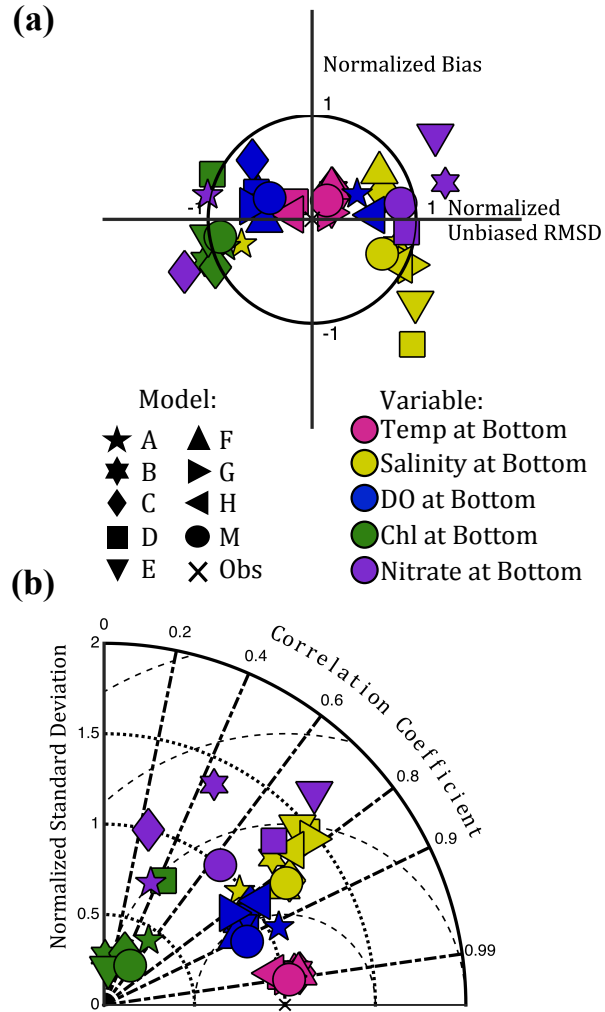 (a)
Normalized Bias
1
-1
1
Normalized
Unbiased RMSD
-1
Model:
A
F
B
G
C
H
D
M
E
Obs
Variable:
Temp at Bottom
Salinity at Bottom
DO at Bottom
Chl at Bottom
Nitrate at Bottom
(b)
Normalized Standard Deviation
Correlation Coefficient
0
0.2
0.4
0.6
0.8
0.9
0.99
2
1.5
1
0.5
0